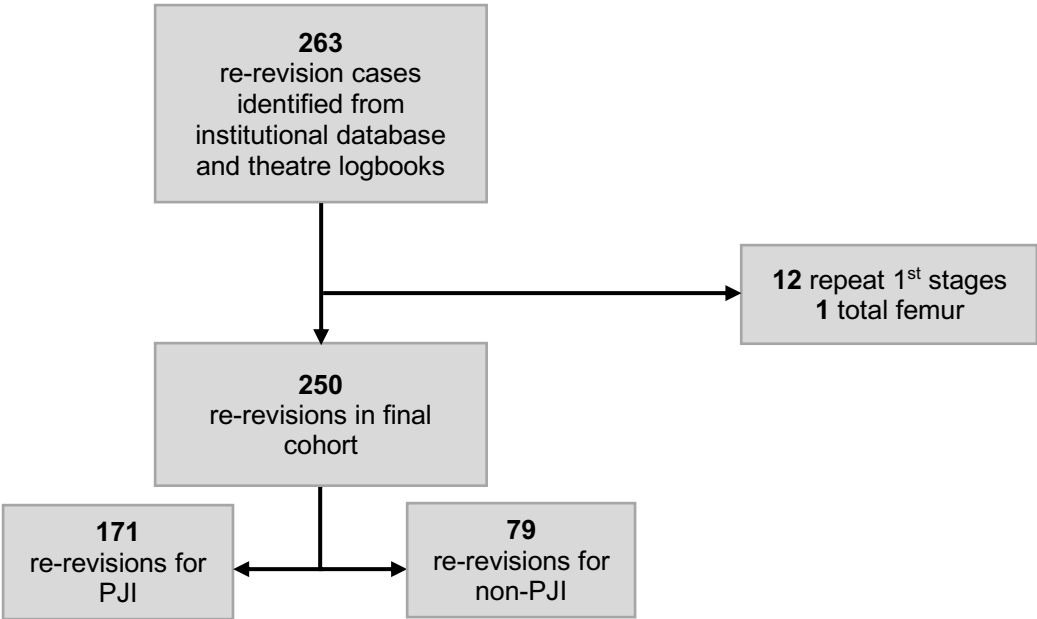 263
re-revision cases
identified from
institutional database
and theatre logbooks
12 repeat 1st stages
1 total femur
250
re-revisions in final
cohort
171
re-revisions for
PJI
79
re-revisions for
non-PJI